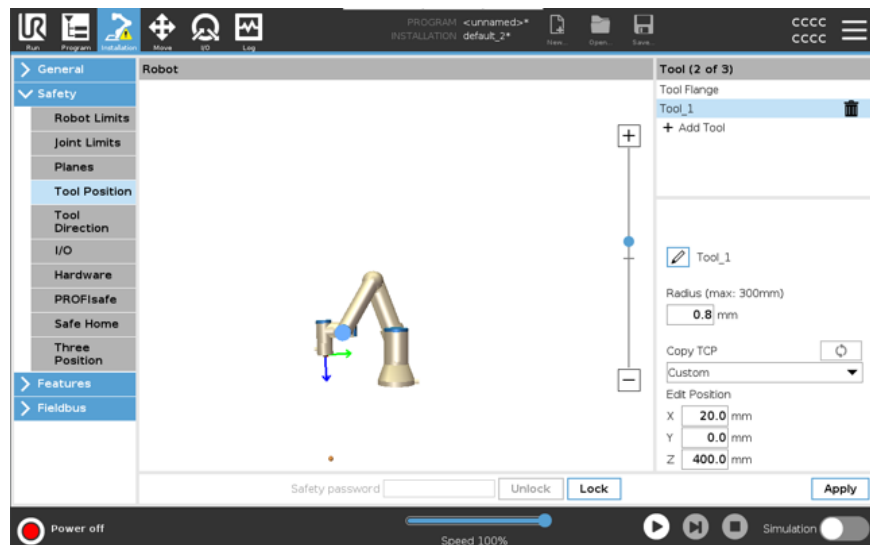 PROGRAM <unnamed>*
INSTALLATION default_2*
Run
Program
Installation
Move
I/O
Log
New...
Open...
Save...
CCCC
CCCC
General
Safety
Robot Limits
Joint Limits
Planes
Tool Position
Tool
Direction
I/O
Hardware
PROFIsafe
Safe Home
Three
Position
Features
Fieldbus
Robot
Tool (2 of 3)
Tool Flange
Tool_1
+ Add Tool
Tool_1
Radius (max: 300mm)
0.8 mm
Copy TCP
Custom
Edit Position
X 20.0 mm
Y 0.0 mm
Z 400.0 mm
Safety password
Unlock
Lock
Apply
Power off
Speed 100%
Simulation